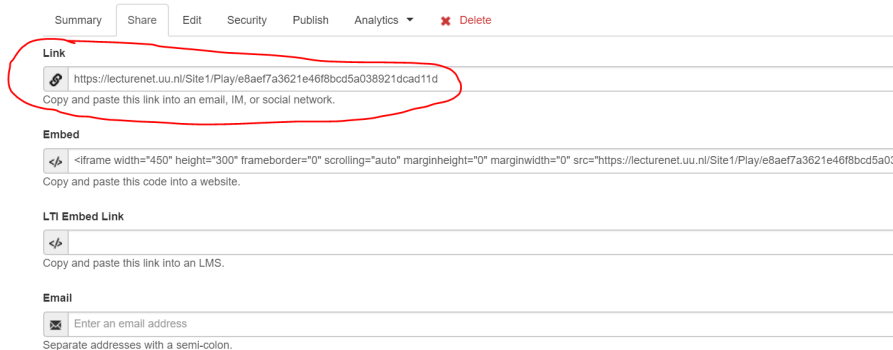 Summary Share Edit Security Publish Analytics Delete
Link
https://lecturenet.uu.nl/Site1/Play/e8aef7a3621e46f8bcd5a038921dcad11d
Copy and paste this link into an email, IM, or social network.
Embed
<iframe width="450" height="300" frameborder="0" scrolling="auto" marginheight="0" marginwidth="0" src="https://lecturenet.uu.nl/Site1/Play/e8aef7a3621e46f8bcd5a03
Copy and paste this code into a website.
LTI Embed Link
Copy and paste this link into an LMS.
Email
Enter an email address
Separate addresses with a semi-colon.